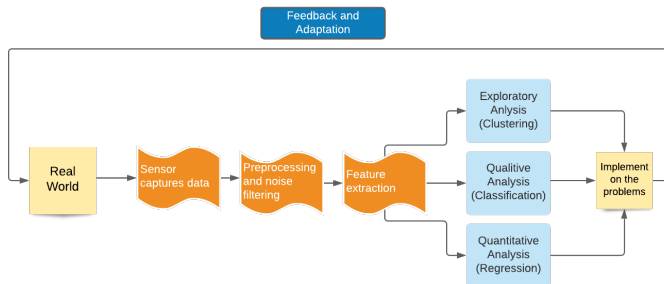 Feedback and
Adaptation
Real
World
Sensor
captures data
Preprocessing
and noise
filtering
Feature
extraction
Exploratory
Anlysis
(Clustering)
Qualitive
Analysis
(Classification)
Quantitative
Analysis
(Regression)
Implement
on the
problems